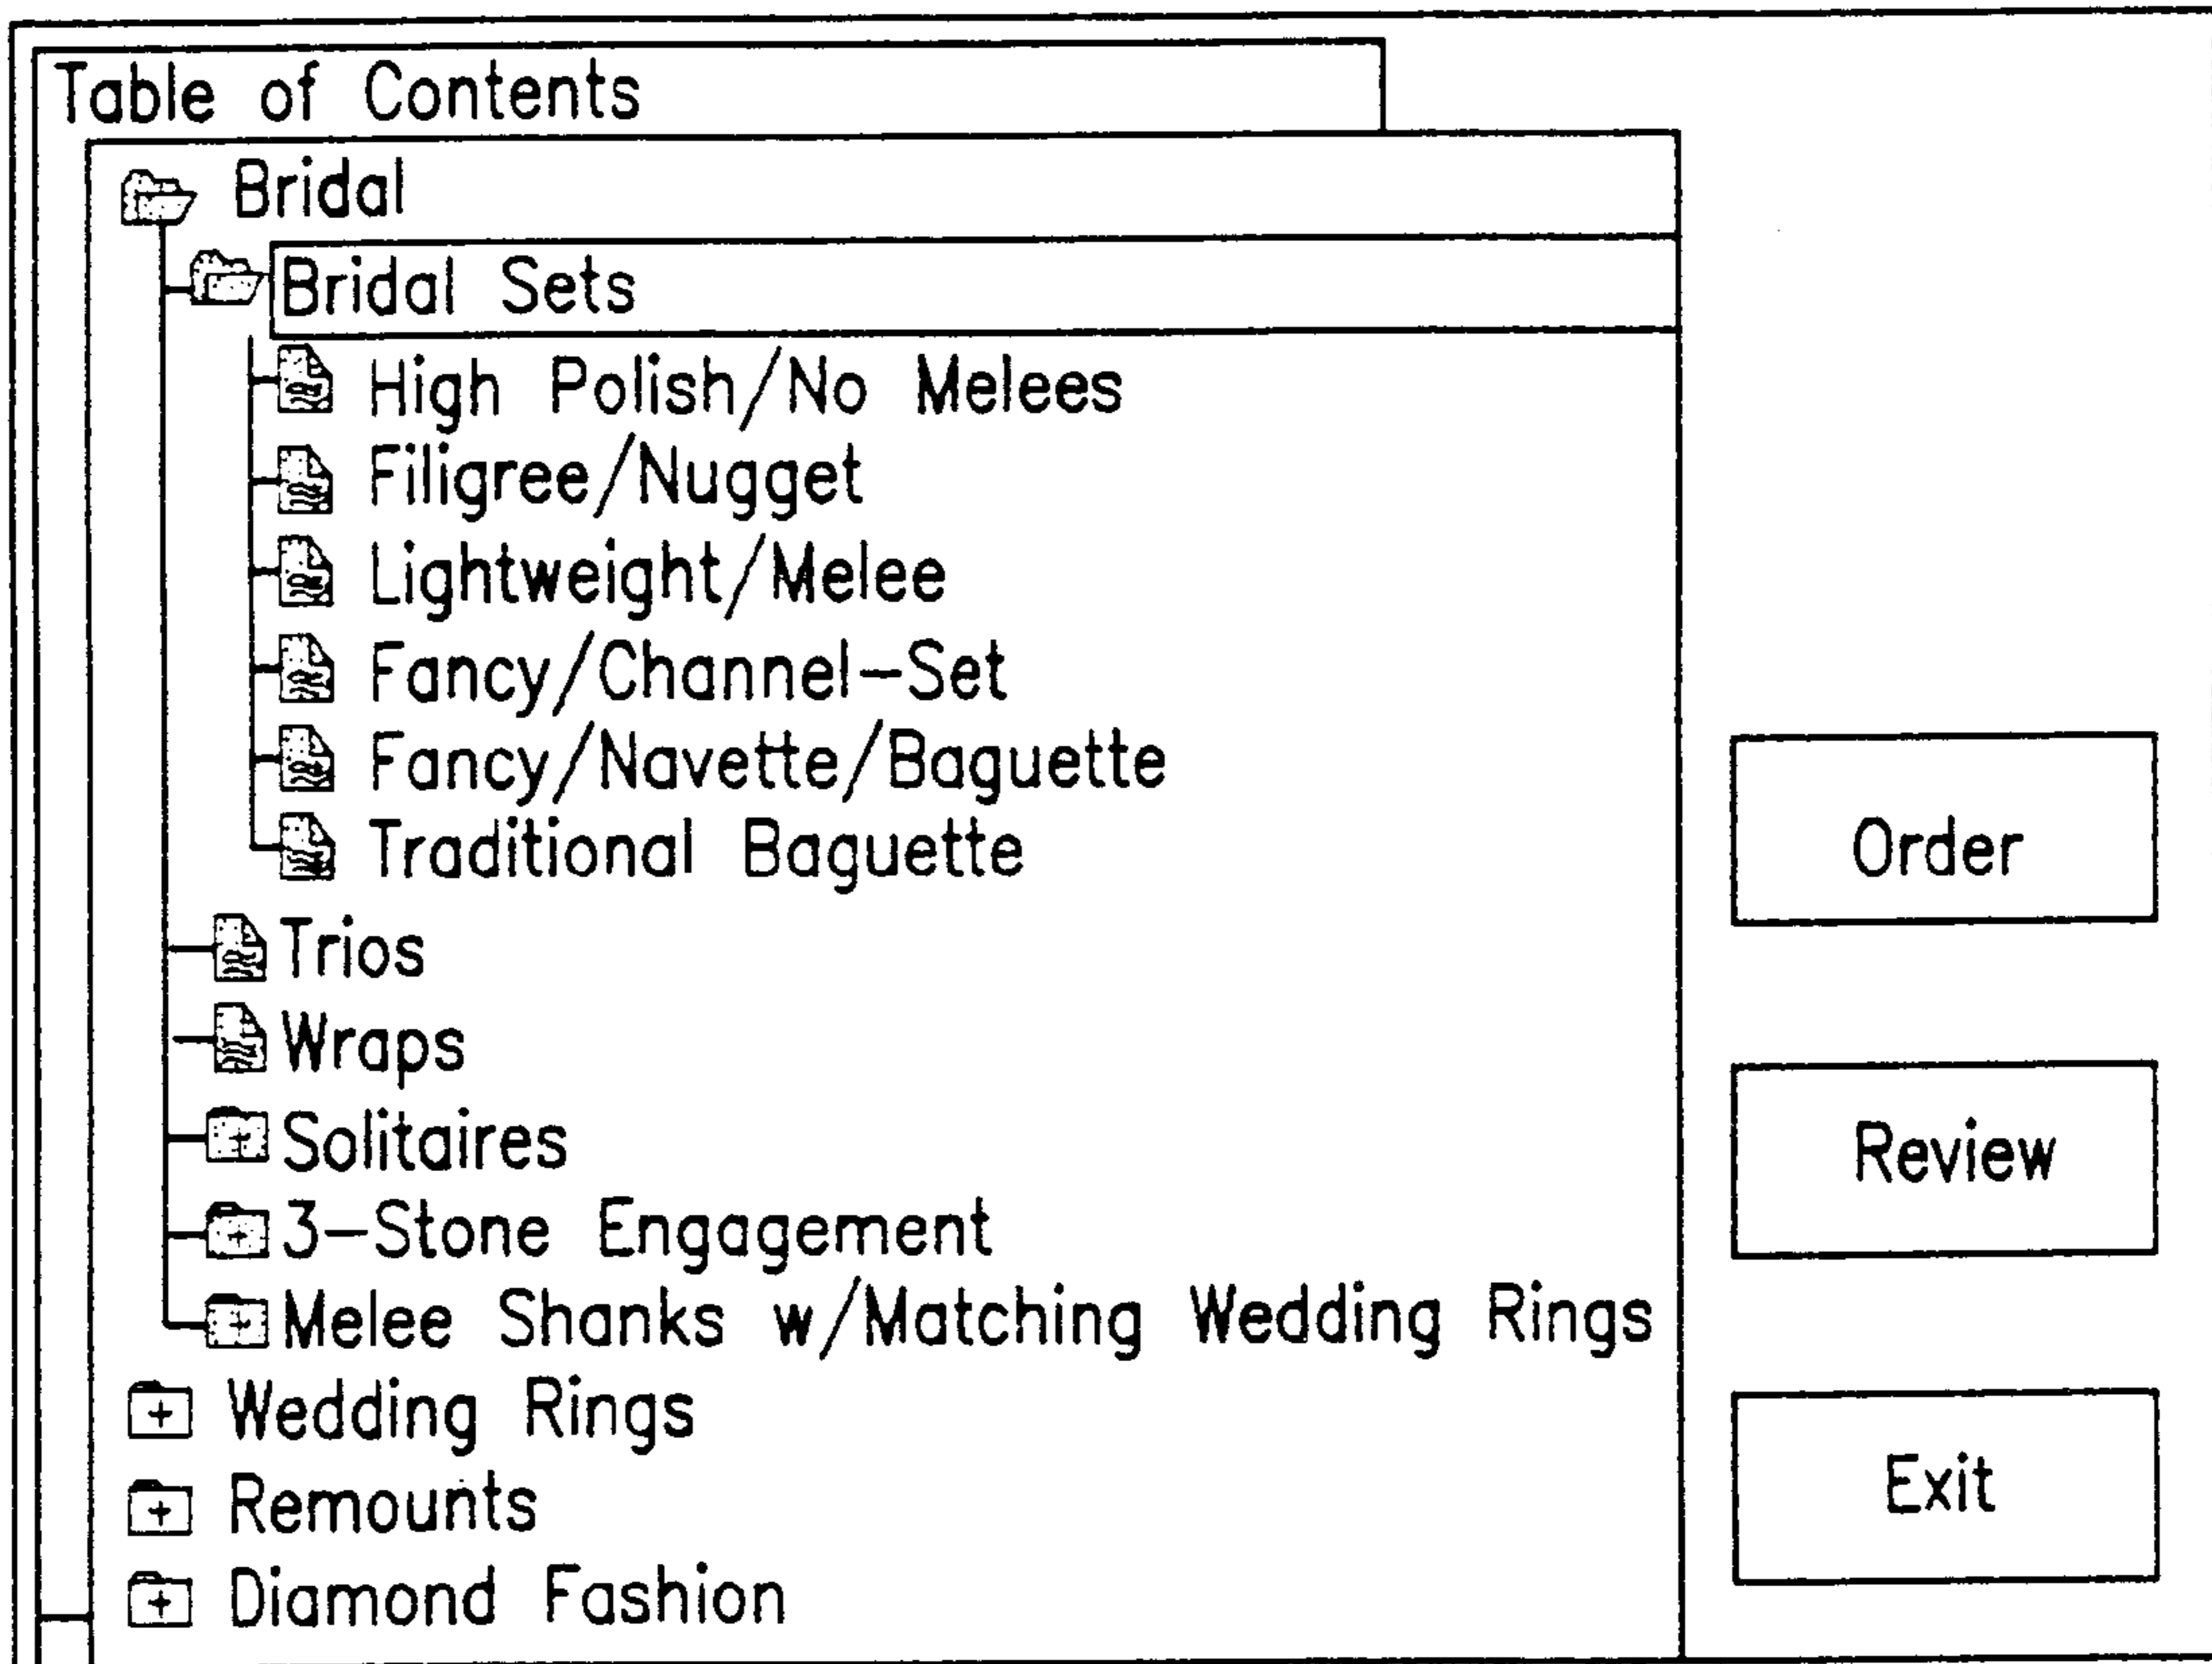 Table of Contents
Bridal
Bridal Sets
High Polish/No Melees
Filigree/Nugget
Lightweight/Melee
Fancy/Channel-Set
Fancy/Navette/Baguette
Traditional Baguette
Trios
Wraps
Solitaires
3-Stone Engagement
Melee Shanks w/Matching Wedding Rings
Wedding Rings
Remounts
Diamond Fashion
Order
Review
Exit